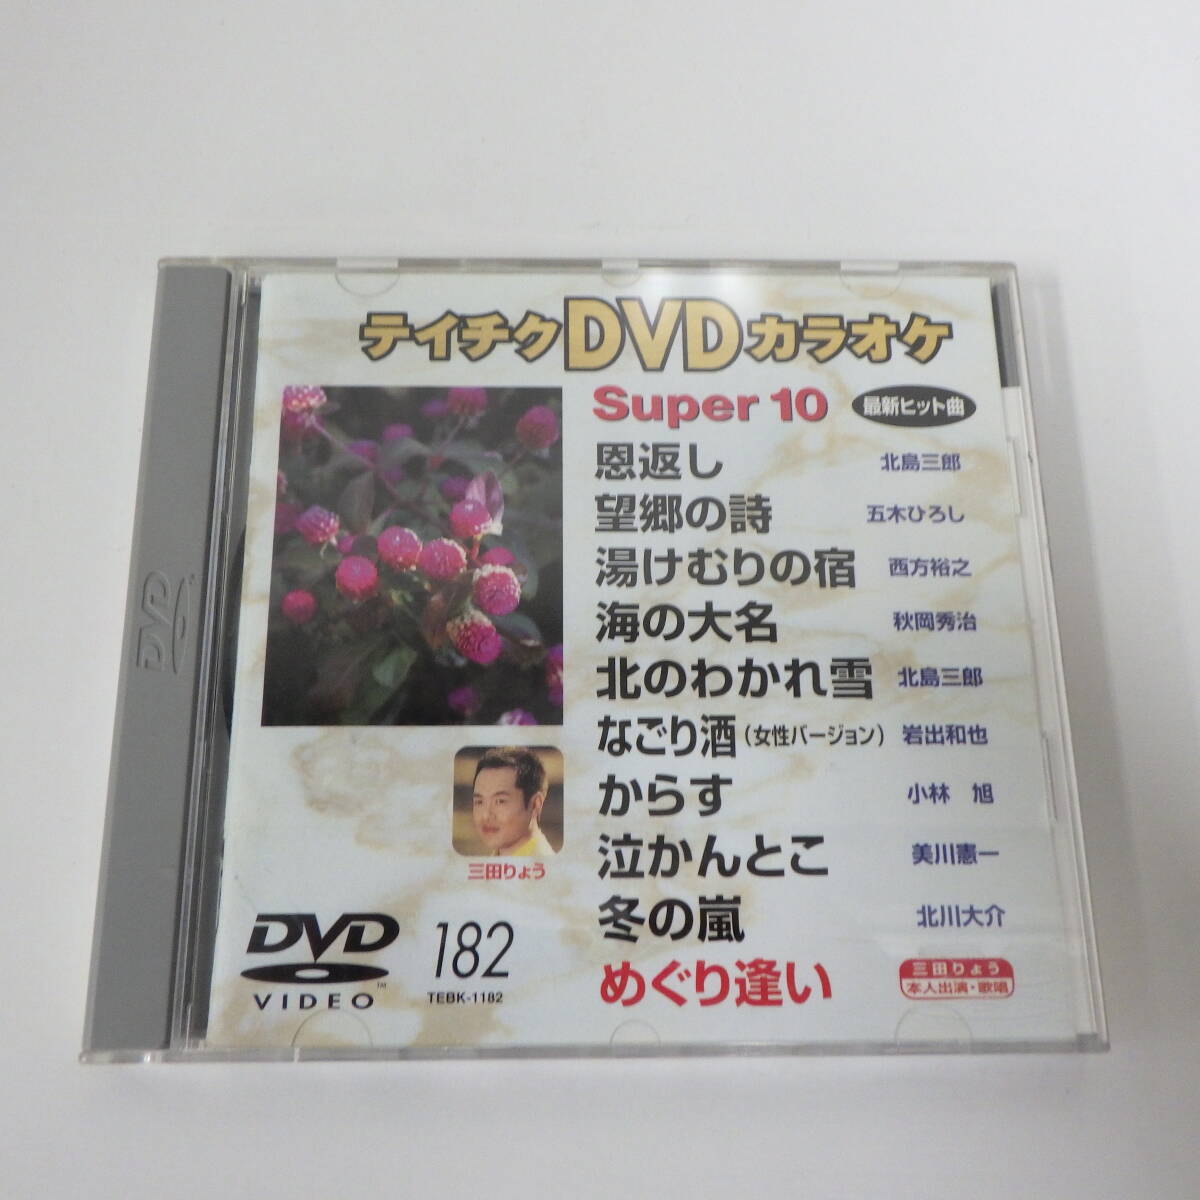 テイチクDVDカラオケ
Super 10 最新ヒット曲
恩返し 北島三郎
望郷の詩 五木ひろし
湯けむりの宿 西方裕之
海の大名 秋岡秀治
北のわかれ雪 北島三郎
なごり酒(女性バージョン) 岩出和也
からす 小林 旭
泣かんとこ 美川憲一
冬の嵐 北川大介
めぐり逢い 三田りょう
本人出演・歌唱
三田りょう
DVD
VIDEO
TM
182
TEBK-1182
DVD